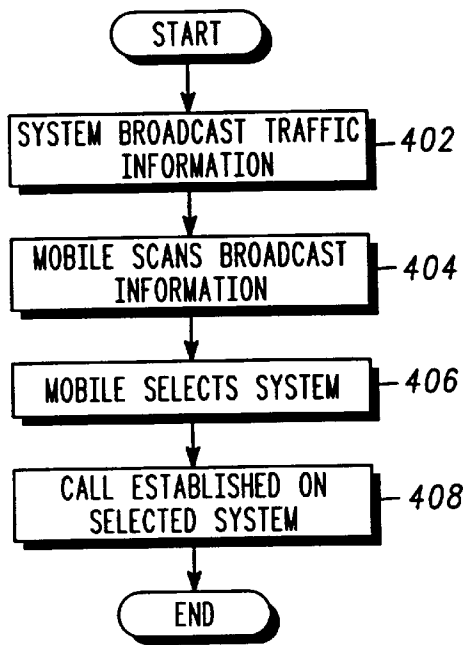 START
SYSTEM BROADCAST TRAFFIC
INFORMATION
402
MOBILE SCANS BROADCAST
INFORMATION
404
MOBILE SELECTS SYSTEM
406
CALL ESTABLISHED ON
SELECTED SYSTEM
408
END